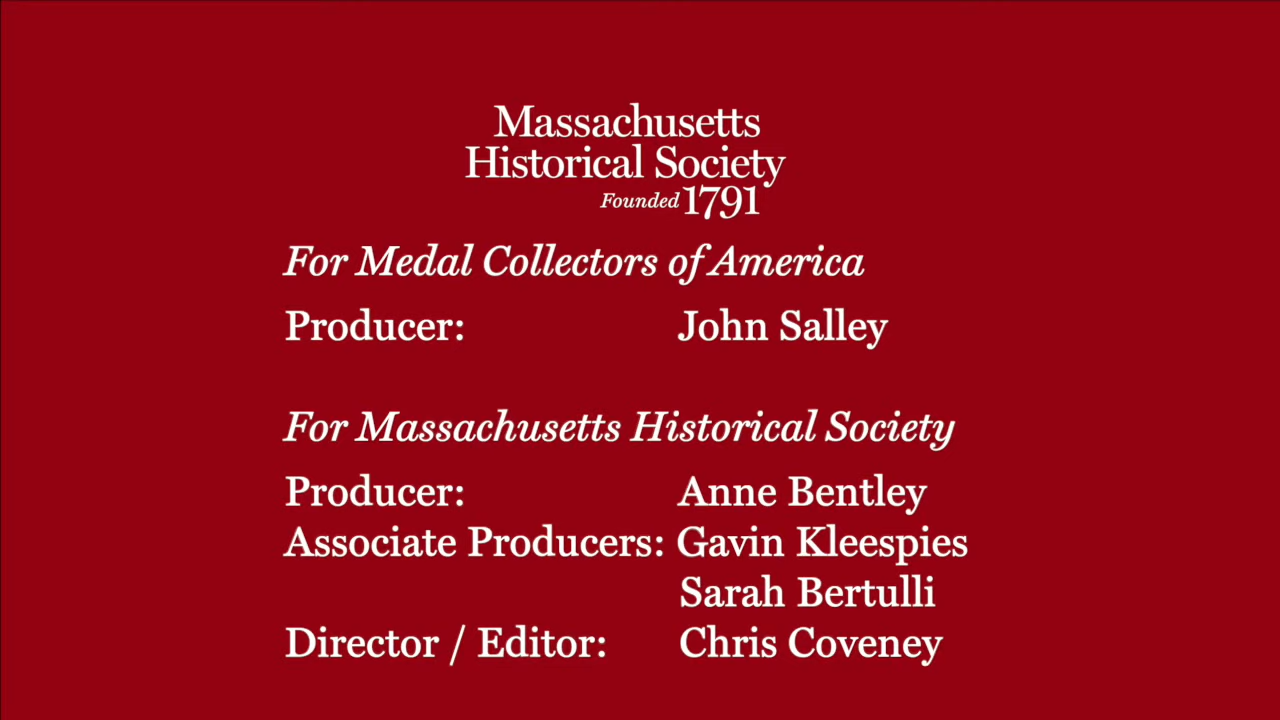 Massachusetts
Historical Society
Founded 1791
For Medal Collectors of America
Producer: John Salley
For Massachusetts Historical Society
Producer: Anne Bentley
Associate Producers: Gavin Kleespies
Sarah Bertulli
Director / Editor: Chris Coveney